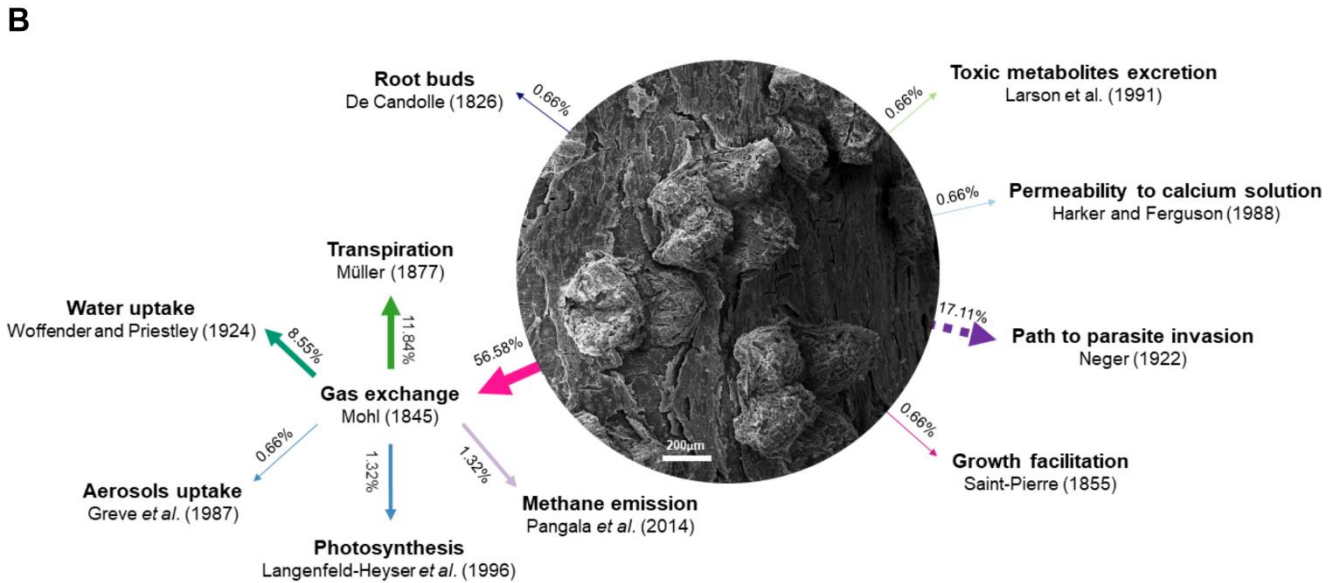 B
Root buds
De Candolle (1826)
0.66%
Toxic metabolites excretion
Larson et al. (1991)
0.66%
Permeability to calcium solution
Harker and Ferguson (1988)
0.66%
Transpiration
Müller (1877)
11.84%
Water uptake
Woffender and Priestley (1924)
8.55%
56.58%
17.11%
Path to parasite invasion
Neger (1922)
Gas exchange
Mohl (1845)
0.66%
1.32%
1.32%
0.66%
200µm
Growth facilitation
Saint-Pierre (1855)
Aerosols uptake
Greve et al. (1987)
Methane emission
Pangala et al. (2014)
Photosynthesis
Langenfeld-Heyser et al. (1996)